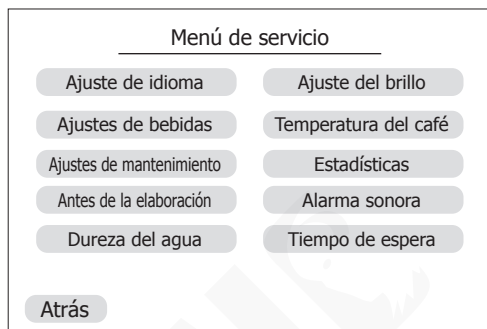 Menú de servicio
Ajuste de idioma
Ajuste del brillo
Ajustes de bebidas
Temperatura del café
Ajustes de mantenimiento
Estadísticas
Antes de la elaboración
Alarma sonora
Dureza del agua
Tiempo de espera
Atrás